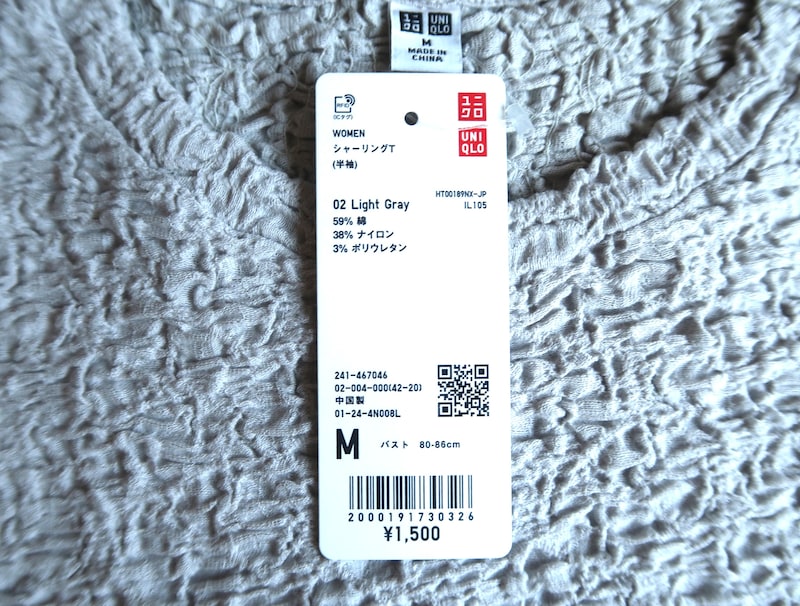 ユニ
クロ
UNI
QLO
M
MADE IN
CHINA
RFID
(ICタグ)
ユニ
クロ
UNI
QLO
WOMEN
シャーリングT
(半袖)
HT00189NX-JP
02 Light Gray IL105
59% 綿
38% ナイロン
3% ポリウレタン
241-467046
02-004-000(42-20)
中国製
01-24-4N008L
M バスト 80-86cm
2000191730326
¥1,500